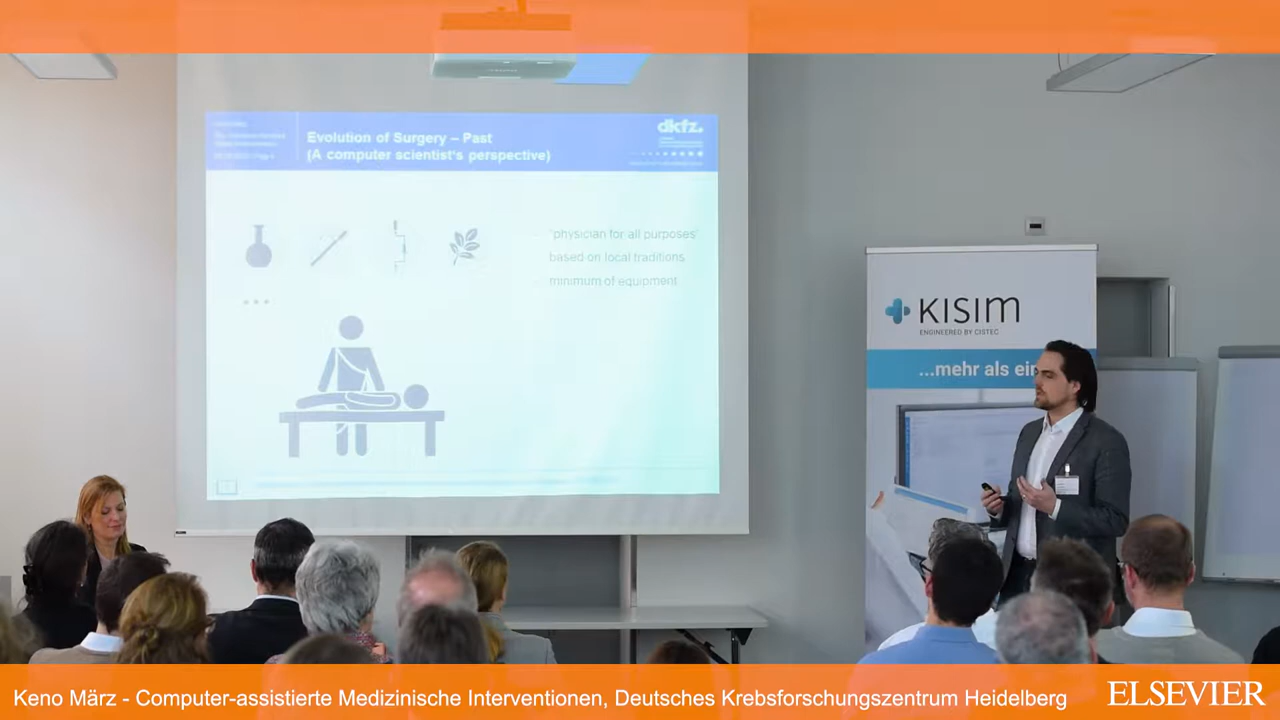 Evolution of Surgery – Past
(A computer scientist's perspective)
dkfz.
"physician for all purposes"
based on local traditions
minimum of equipment
KISIM
ENGINEERED BY CISTEC
...mehr als ein
Keno März - Computer-assistierte Medizinische Interventionen, Deutsches Krebsforschungszentrum Heidelberg
ELSEVIER